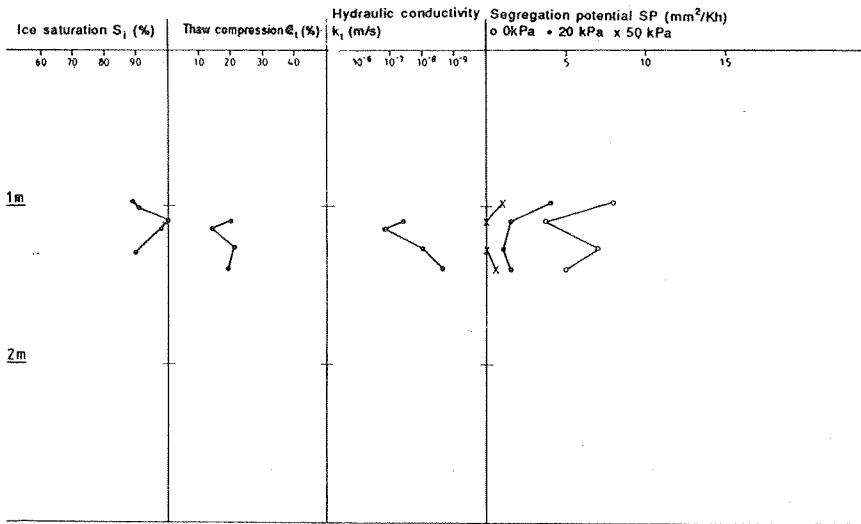 Ice saturation Si (%)
Thaw compression Єt (%)
Hydraulic conductivity
kt (m/s)
Segregation potential SP (mm²/Kh)
o 0kPa • 20 kPa x 50 kPa
60 70 80 90
10 20 30 40
10⁻⁶ 10⁻⁷ 10⁻⁸ 10⁻⁹
5 10 15
1m
2m